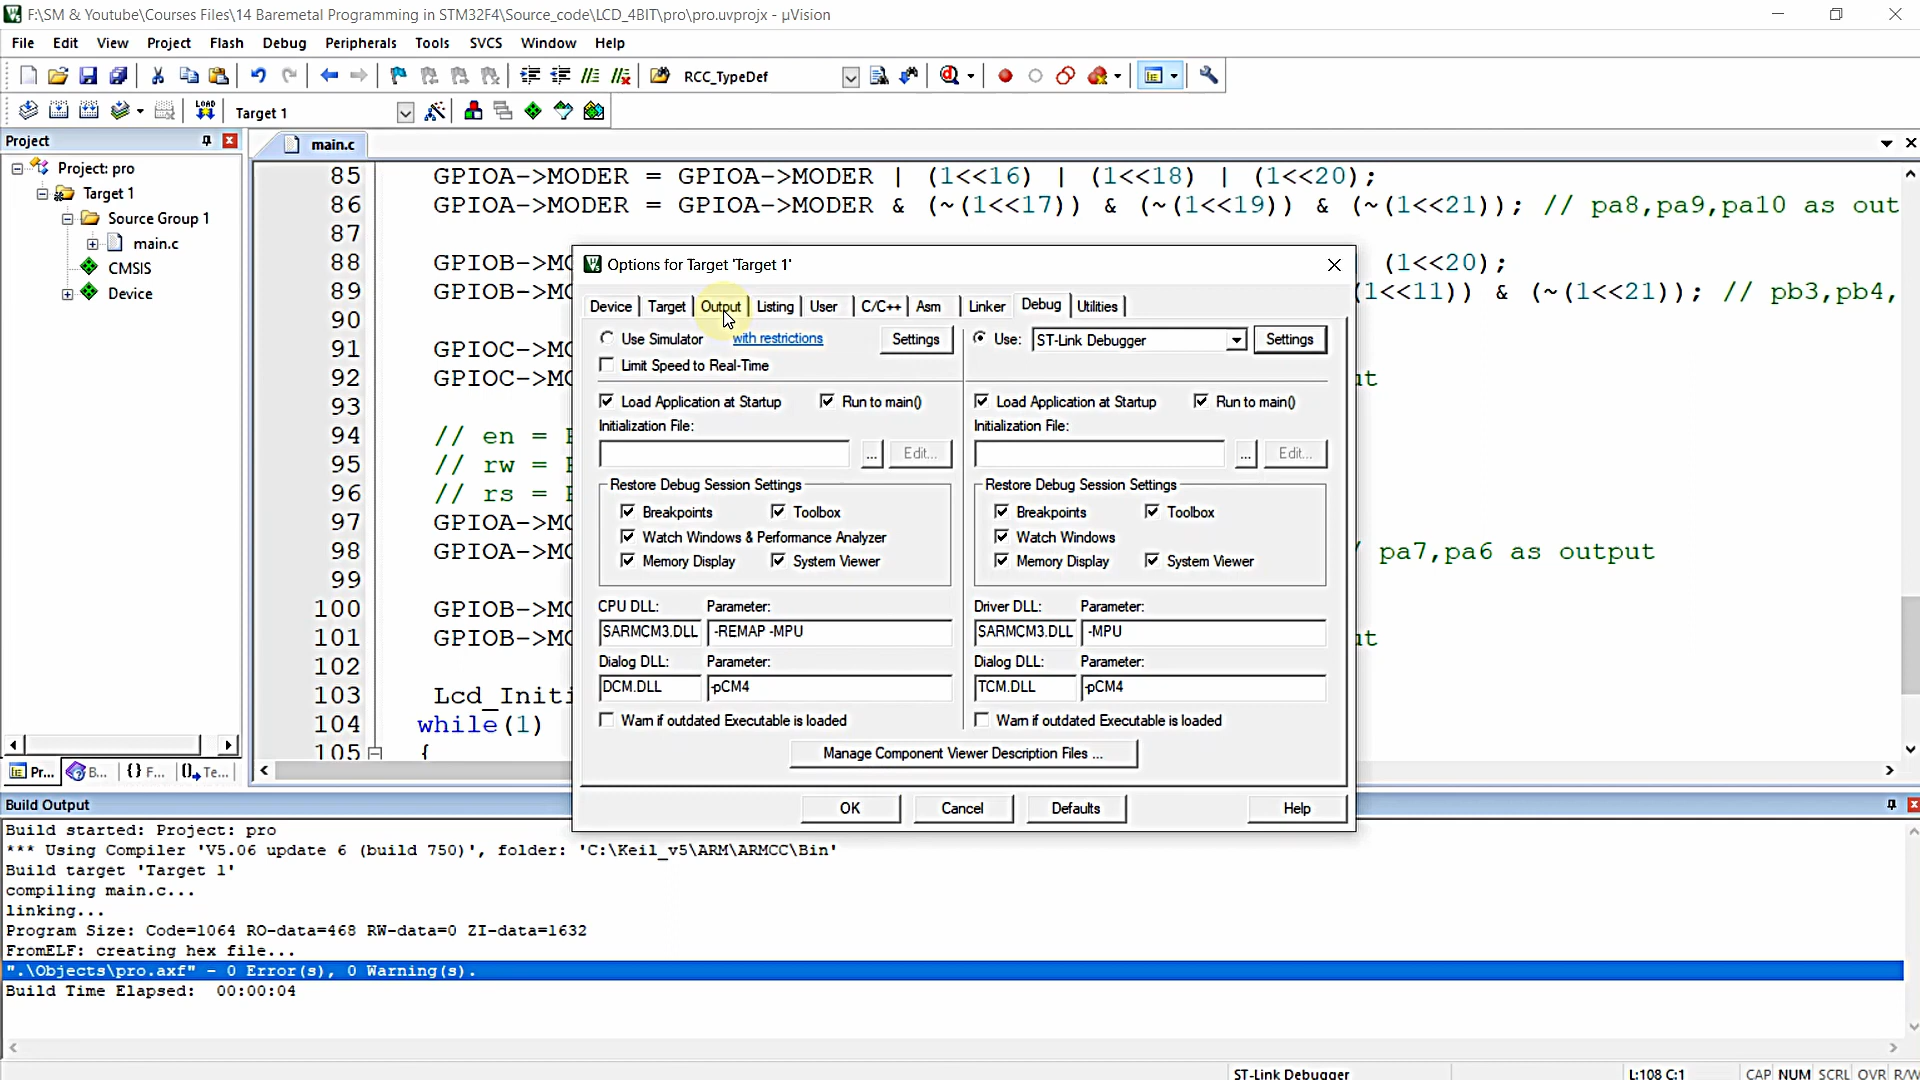 F:\SM & Youtube\Courses Files\14 Baremetal Programming in STM32F4\Source_code\LCD_4BIT\pro\pro.uvprojx - µVision
File Edit View Project Flash Debug Peripherals Tools SVCS Window Help
RCC_TypeDef
LOAD Target 1
Project
main.c
Project: pro
Target 1
Source Group 1
main.c
CMSIS
Device
Pr... B... {} F... Te...
85 GPIOA->MODER = GPIOA->MODER | (1<<16) | (1<<18) | (1<<20);
86 GPIOA->MODER = GPIOA->MODER & (~(1<<17)) & (~(1<<19)) & (~(1<<21)); // pa8,pa9,pa10 as out
87
88 GPIOB->MO (1<<20);
89 GPIOB->MO (1<<11)) & (~(1<<21)); // pb3,pb4,
90
91 GPIOC->MO
92 GPIOC->MO
93
94 // en =
95 // rw =
96 // rs =
97 GPIOA->MO
98 GPIOA->MO pa7,pa6 as output
99
100 GPIOB->MO
101 GPIOB->MO
102
103 Lcd_Initi
104 while(1)
105 {
Options for Target 'Target 1'
Device Target Output Listing User C/C++ Asm Linker Debug Utilities
Use Simulator with restrictions Settings
Limit Speed to Real-Time
Use: ST-Link Debugger Settings
Load Application at Startup Run to main()
Initialization File:
... Edit...
Restore Debug Session Settings
Breakpoints Toolbox
Watch Windows & Performance Analyzer
Memory Display System Viewer
CPU DLL: Parameter:
SARMCM3.DLL -REMAP -MPU
Dialog DLL: Parameter:
DCM.DLL -pCM4
Warn if outdated Executable is loaded
Load Application at Startup Run to main()
Initialization File:
... Edit...
Restore Debug Session Settings
Breakpoints Toolbox
Watch Windows
Memory Display System Viewer
Driver DLL: Parameter:
SARMCM3.DLL -MPU
Dialog DLL: Parameter:
TCM.DLL -pCM4
Warn if outdated Executable is loaded
Manage Component Viewer Description Files ...
OK Cancel Defaults Help
Build Output
Build started: Project: pro
*** Using Compiler 'V5.06 update 6 (build 750)', folder: 'C:\Keil_v5\ARM\ARMCC\Bin'
Build target 'Target 1'
compiling main.c...
linking...
Program Size: Code=1064 RO-data=468 RW-data=0 ZI-data=1632
FromELF: creating hex file...
".\Objects\pro.axf" - 0 Error(s), 0 Warning(s).
Build Time Elapsed: 00:00:04
ST-Link Debugger L:108 C:1 CAP NUM SCRL OVR R/W